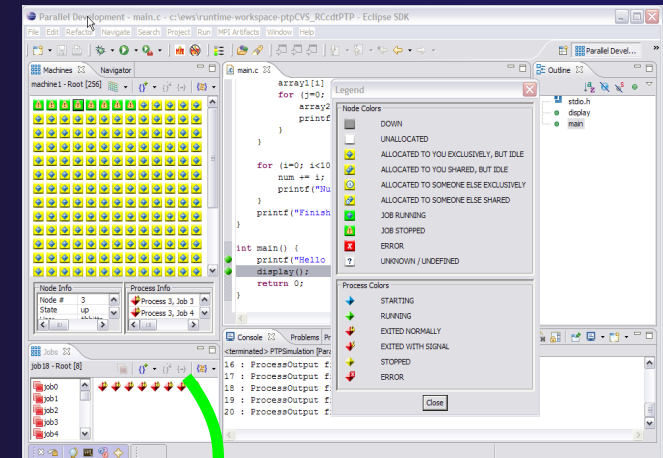 Parallel Development - main.c - c:\ews\runtime-workspace-ptpCVS_RCcdtPTP - Eclipse SDK
File Edit Refactor Navigate Search Project Run MPI Artifacts Window Help
Parallel Devel... »
Machines Navigator
machine1 - Root [256]
Node Info
Node # 3
State up
Process Info
Process 3, Job 3
Process 3, Job 4
Jobs
job18 - Root [8]
job0
job1
job2
job3
job4
main.c
array1[i]
for (j=0;
array2
printf
}
}
for (i=0; i<10
num += i;
printf("Nu
}
printf("Finish
}
int main() {
printf("Hello
display();
return 0;
}
Legend
Node Colors
DOWN
UNALLOCATED
ALLOCATED TO YOU EXCLUSIVELY, BUT IDLE
ALLOCATED TO YOU SHARED, BUT IDLE
ALLOCATED TO SOMEONE ELSE EXCLUSIVELY
ALLOCATED TO SOMEONE ELSE SHARED
JOB RUNNING
JOB STOPPED
ERROR
? UNKNOWN / UNDEFINED
Process Colors
STARTING
RUNNING
EXITED NORMALLY
EXITED WITH SIGNAL
STOPPED
ERROR
Close
Outline
stdio.h
display
main
Console Problems Pr
<terminated> PTPSimulation [Para
16 : ProcessOutput f
17 : ProcessOutput f
18 : ProcessOutput f
19 : ProcessOutput f
20 : ProcessOutput f